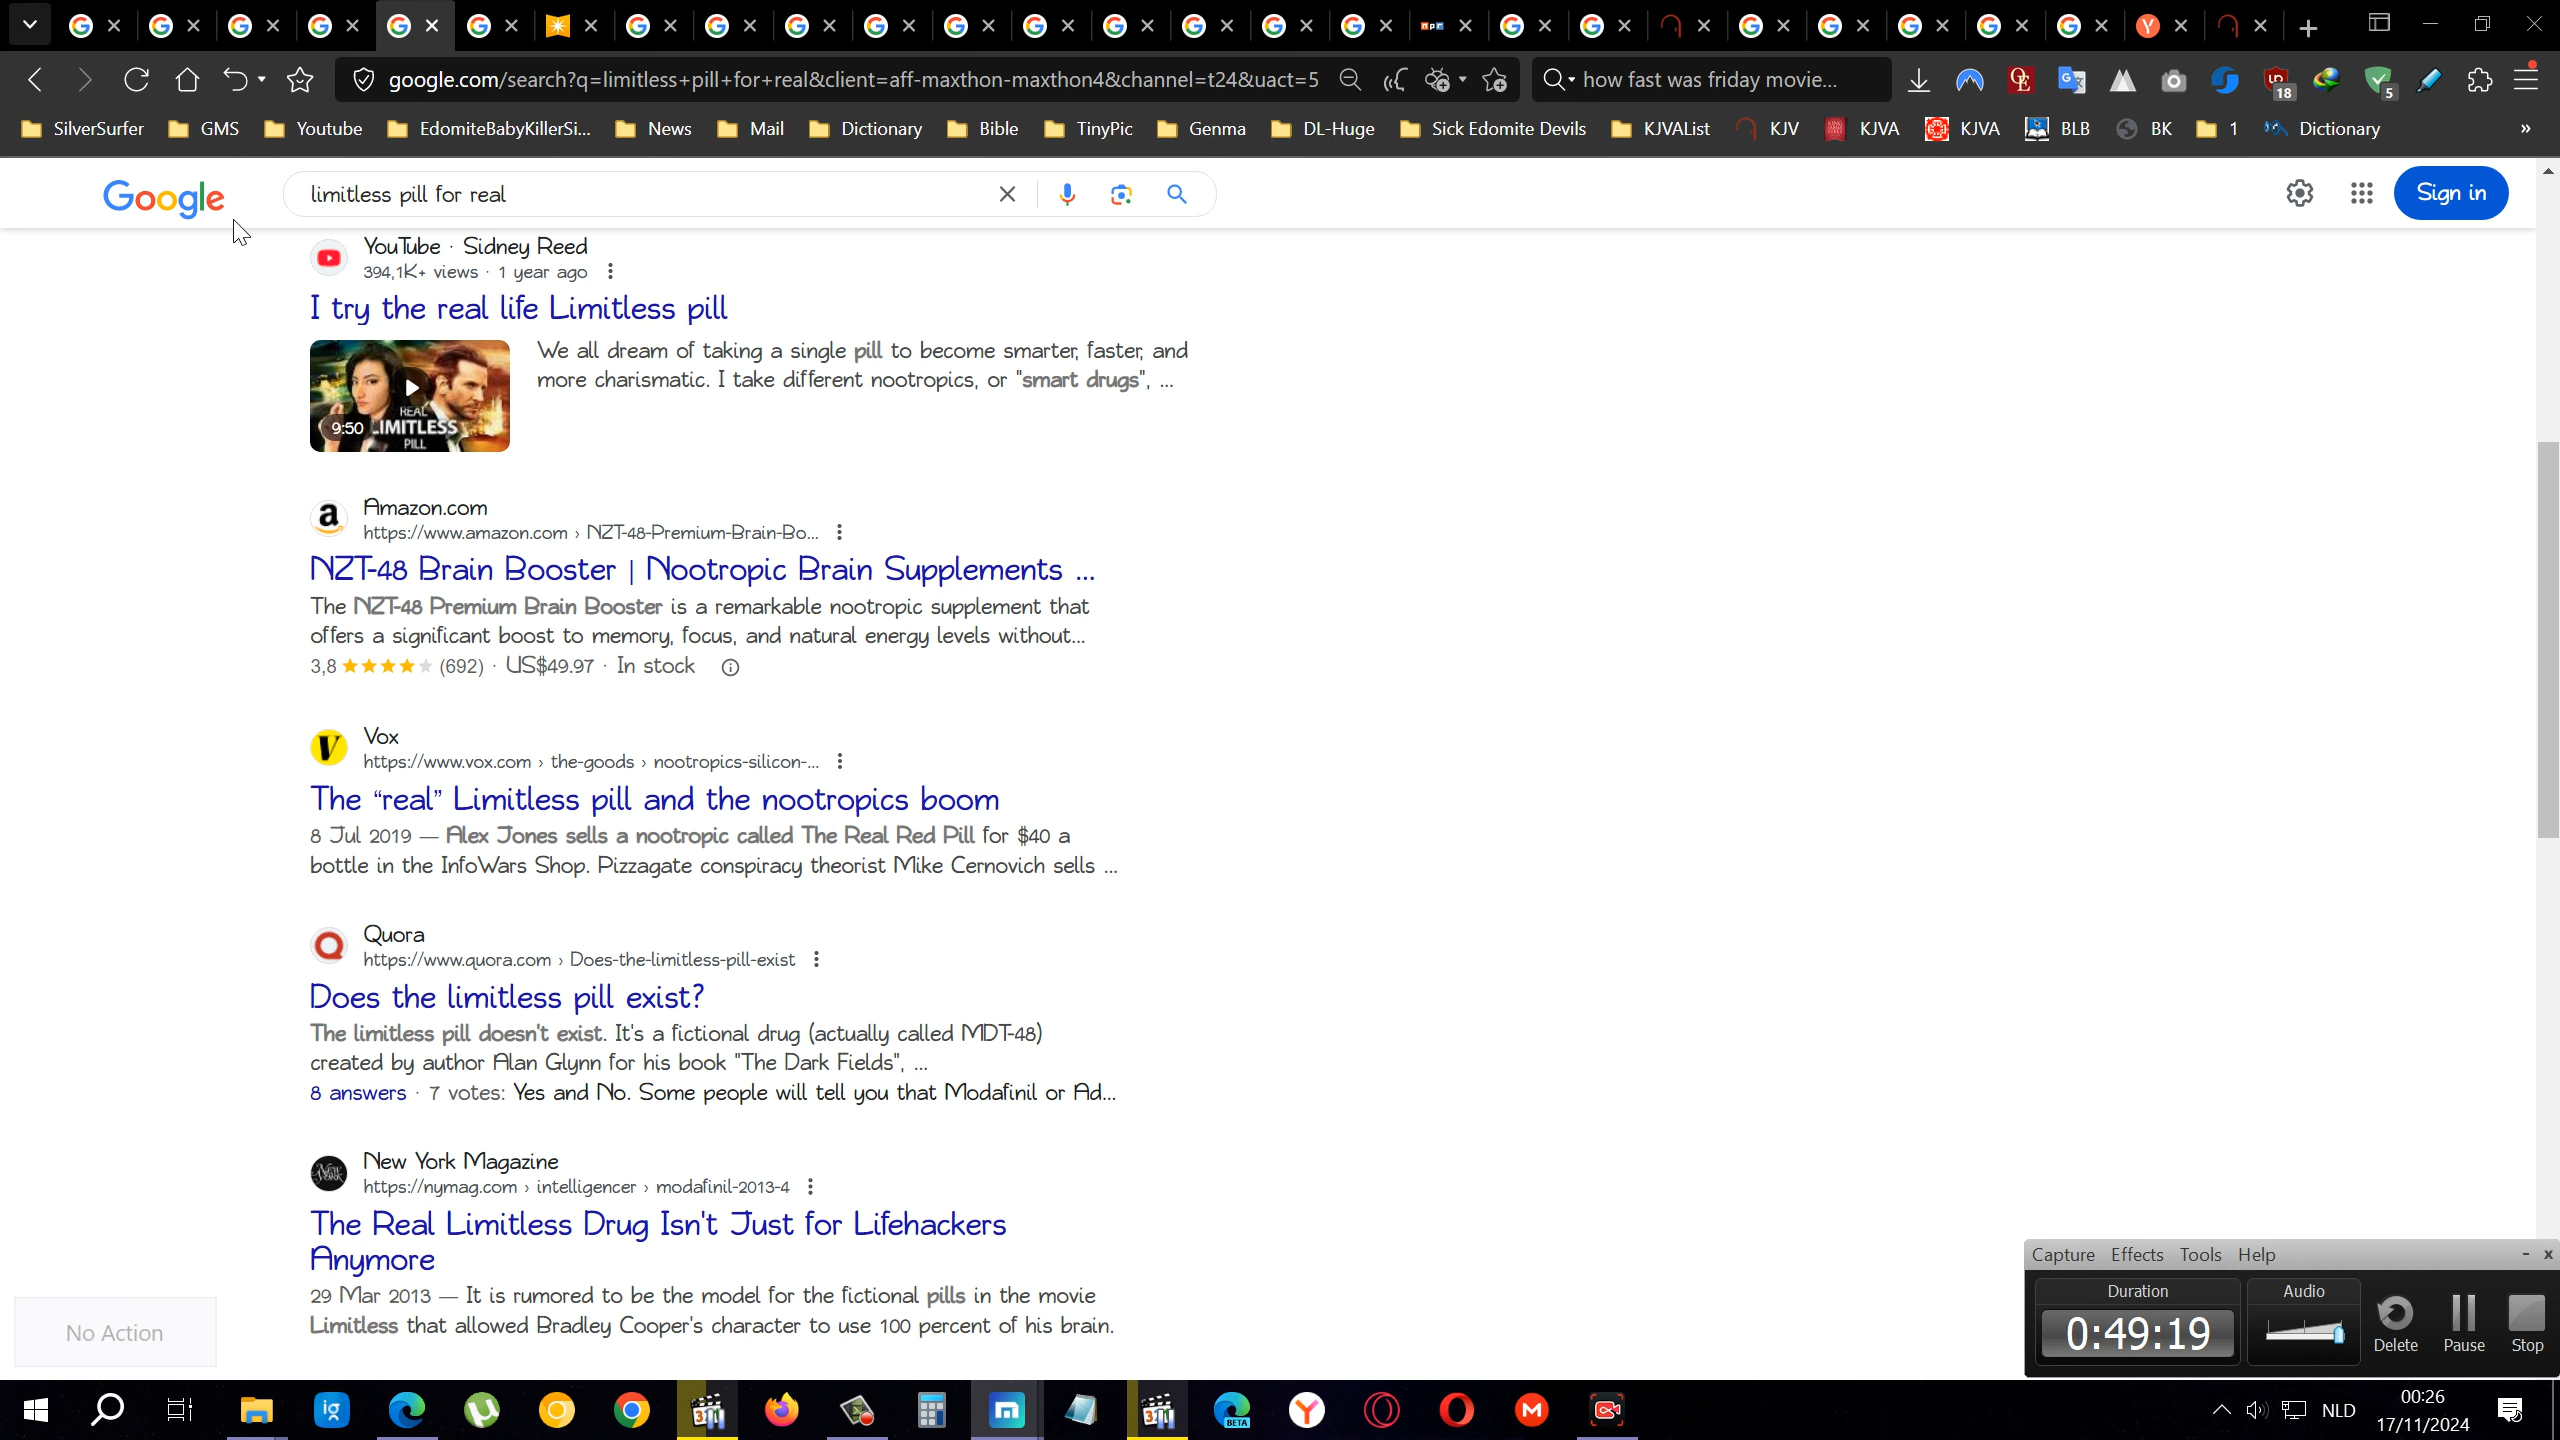 google.com/search?q=limitless+pill+for+real&client=aff-maxthon-maxthon4&channel=t24&uact=5
how fast was friday movie...
18
5
SilverSurfer
GMS
Youtube
EdomiteBabyKillerSi...
News
Mail
Dictionary
Bible
TinyPic
Genma
DL-Huge
Sick Edomite Devils
KJVAList
KJV
KJVA
KJVA
BLB
BK
1
Dictionary
»
Google
limitless pill for real
Sign in
YouTube · Sidney Reed
394,1K+ views · 1 year ago
I try the real life Limitless pill
We all dream of taking a single pill to become smarter, faster, and
more charismatic. I take different nootropics, or "smart drugs", ...
REAL
LIMITLESS
PILL
9:50
Amazon.com
https://www.amazon.com › NZT-48-Premium-Brain-Bo...
NZT-48 Brain Booster | Nootropic Brain Supplements ...
The NZT-48 Premium Brain Booster is a remarkable nootropic supplement that
offers a significant boost to memory, focus, and natural energy levels without...
3,8 (692) · US$49.97 · In stock
Vox
https://www.vox.com › the-goods › nootropics-silicon-...
The “real” Limitless pill and the nootropics boom
8 Jul 2019 — Alex Jones sells a nootropic called The Real Red Pill for $40 a
bottle in the InfoWars Shop. Pizzagate conspiracy theorist Mike Cernovich sells ...
Quora
https://www.quora.com › Does-the-limitless-pill-exist
Does the limitless pill exist?
The limitless pill doesn't exist. It's a fictional drug (actually called MDT-48)
created by author Alan Glynn for his book "The Dark Fields", ...
8 answers · 7 votes: Yes and No. Some people will tell you that Modafinil or Ad...
New York Magazine
https://nymag.com › intelligencer › modafinil-2013-4
The Real Limitless Drug Isn't Just for Lifehackers
Anymore
29 Mar 2013 — It is rumored to be the model for the fictional pills in the movie
Limitless that allowed Bradley Cooper's character to use 100 percent of his brain.
No Action
Capture Effects Tools Help
Duration
0:49:19
Audio
Delete
Pause
Stop
NLD
00:26
17/11/2024